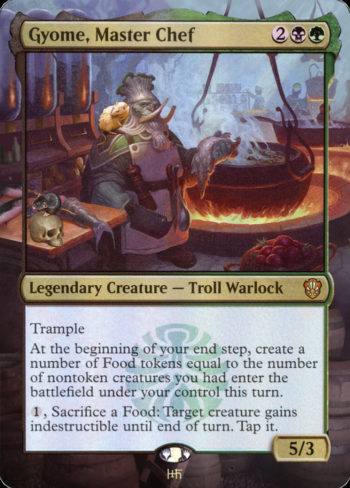 Gyome, Master Chef 2
Legendary Creature — Troll Warlock
Trample
At the beginning of your end step, create a
number of Food tokens equal to the number
of nontoken creatures you had enter the
battlefield under your control this turn.
1, Sacrifice a Food: Target creature gains
indestructible until end of turn. Tap it.
5/3